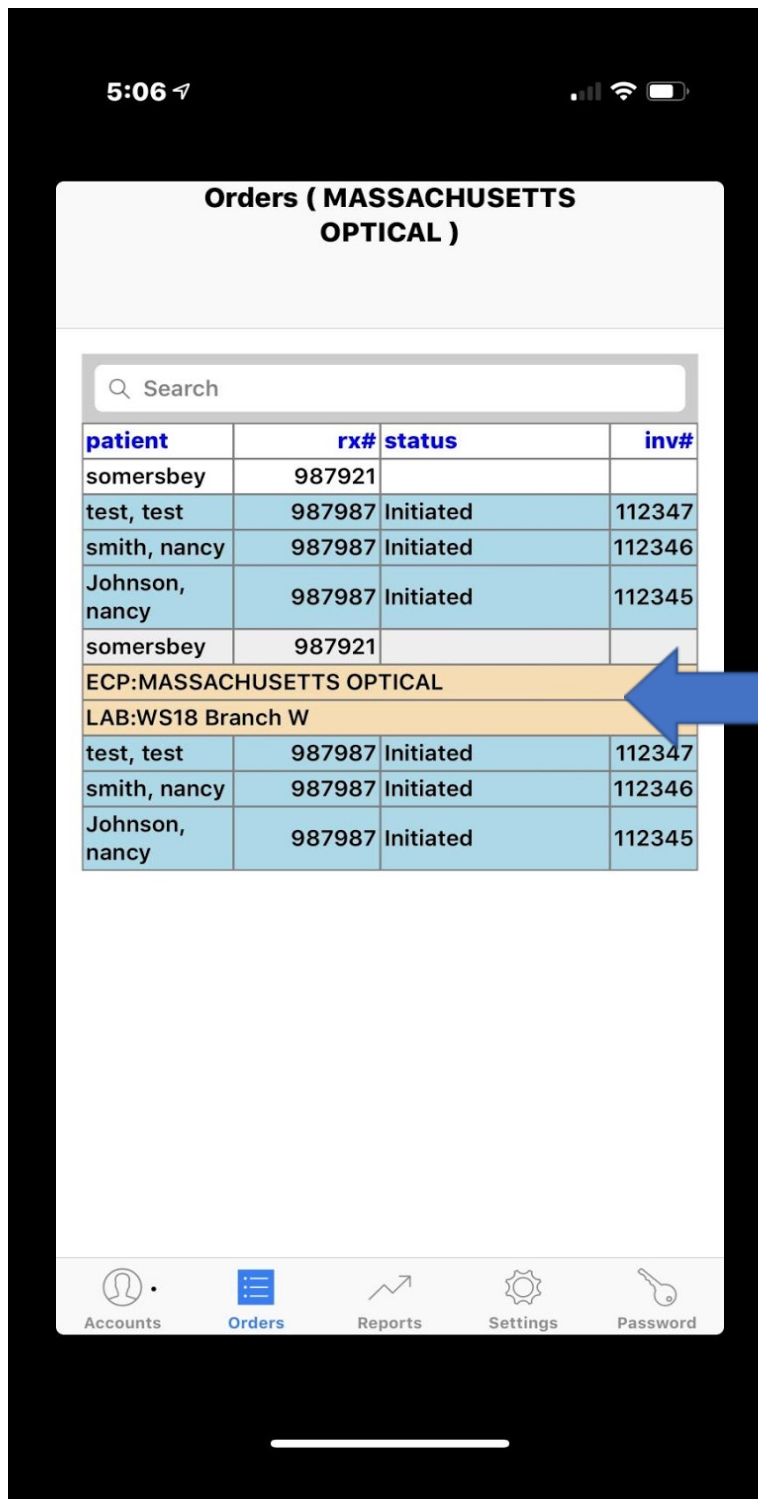 5:06
Orders ( MASSACHUSETTS
OPTICAL )
Search
patient rx# status inv#
somersbey 987921
test, test 987987 Initiated 112347
smith, nancy 987987 Initiated 112346
Johnson,
nancy 987987 Initiated 112345
somersbey 987921
ECP:MASSACHUSETTS OPTICAL
LAB:WS18 Branch W
test, test 987987 Initiated 112347
smith, nancy 987987 Initiated 112346
Johnson,
nancy 987987 Initiated 112345
Accounts Orders Reports Settings Password